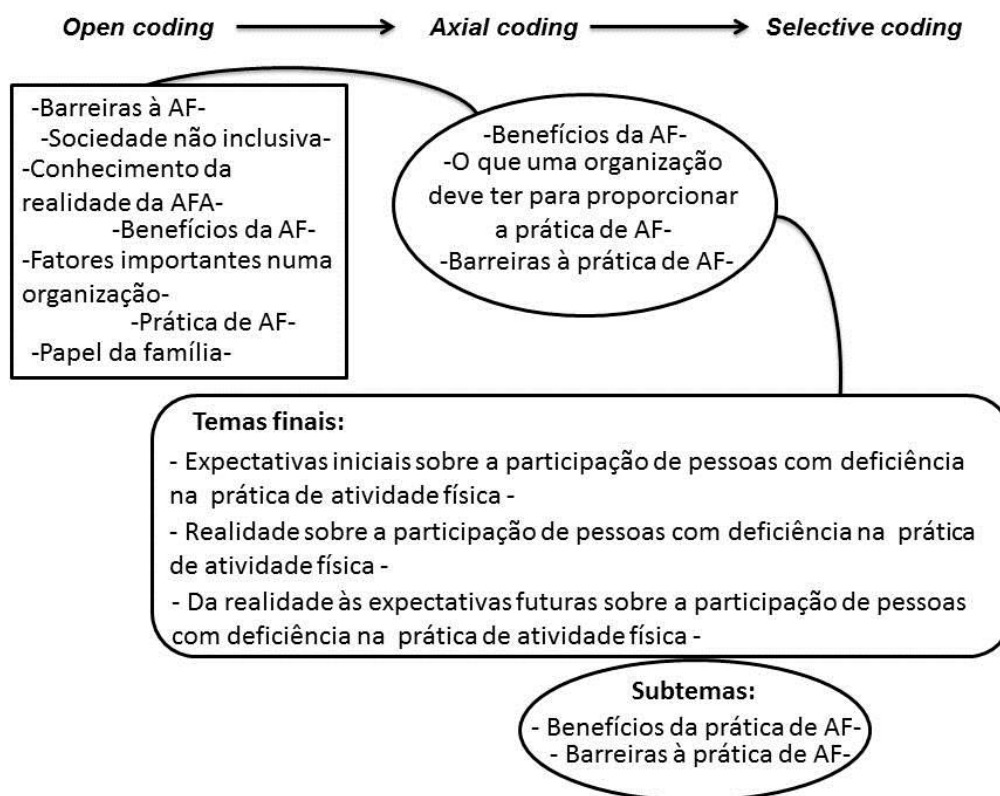 Open coding Axial coding Selective coding
-Barreiras à AF-
-Sociedade não inclusiva-
-Conhecimento da
realidade da AFA-
-Benefícios da AF-
-Fatores importantes numa
organização-
-Prática de AF-
-Papel da família-
-Benefícios da AF-
-O que uma organização
deve ter para proporcionar
a prática de AF-
-Barreiras à prática de AF-
Temas finais:
- Expectativas iniciais sobre a participação de pessoas com deficiência
na prática de atividade física -
- Realidade sobre a participação de pessoas com deficiência na prática
de atividade física -
- Da realidade às expectativas futuras sobre a participação de pessoas
com deficiência na prática de atividade física -
Subtemas:
- Benefícios da prática de AF-
- Barreiras à prática de AF-